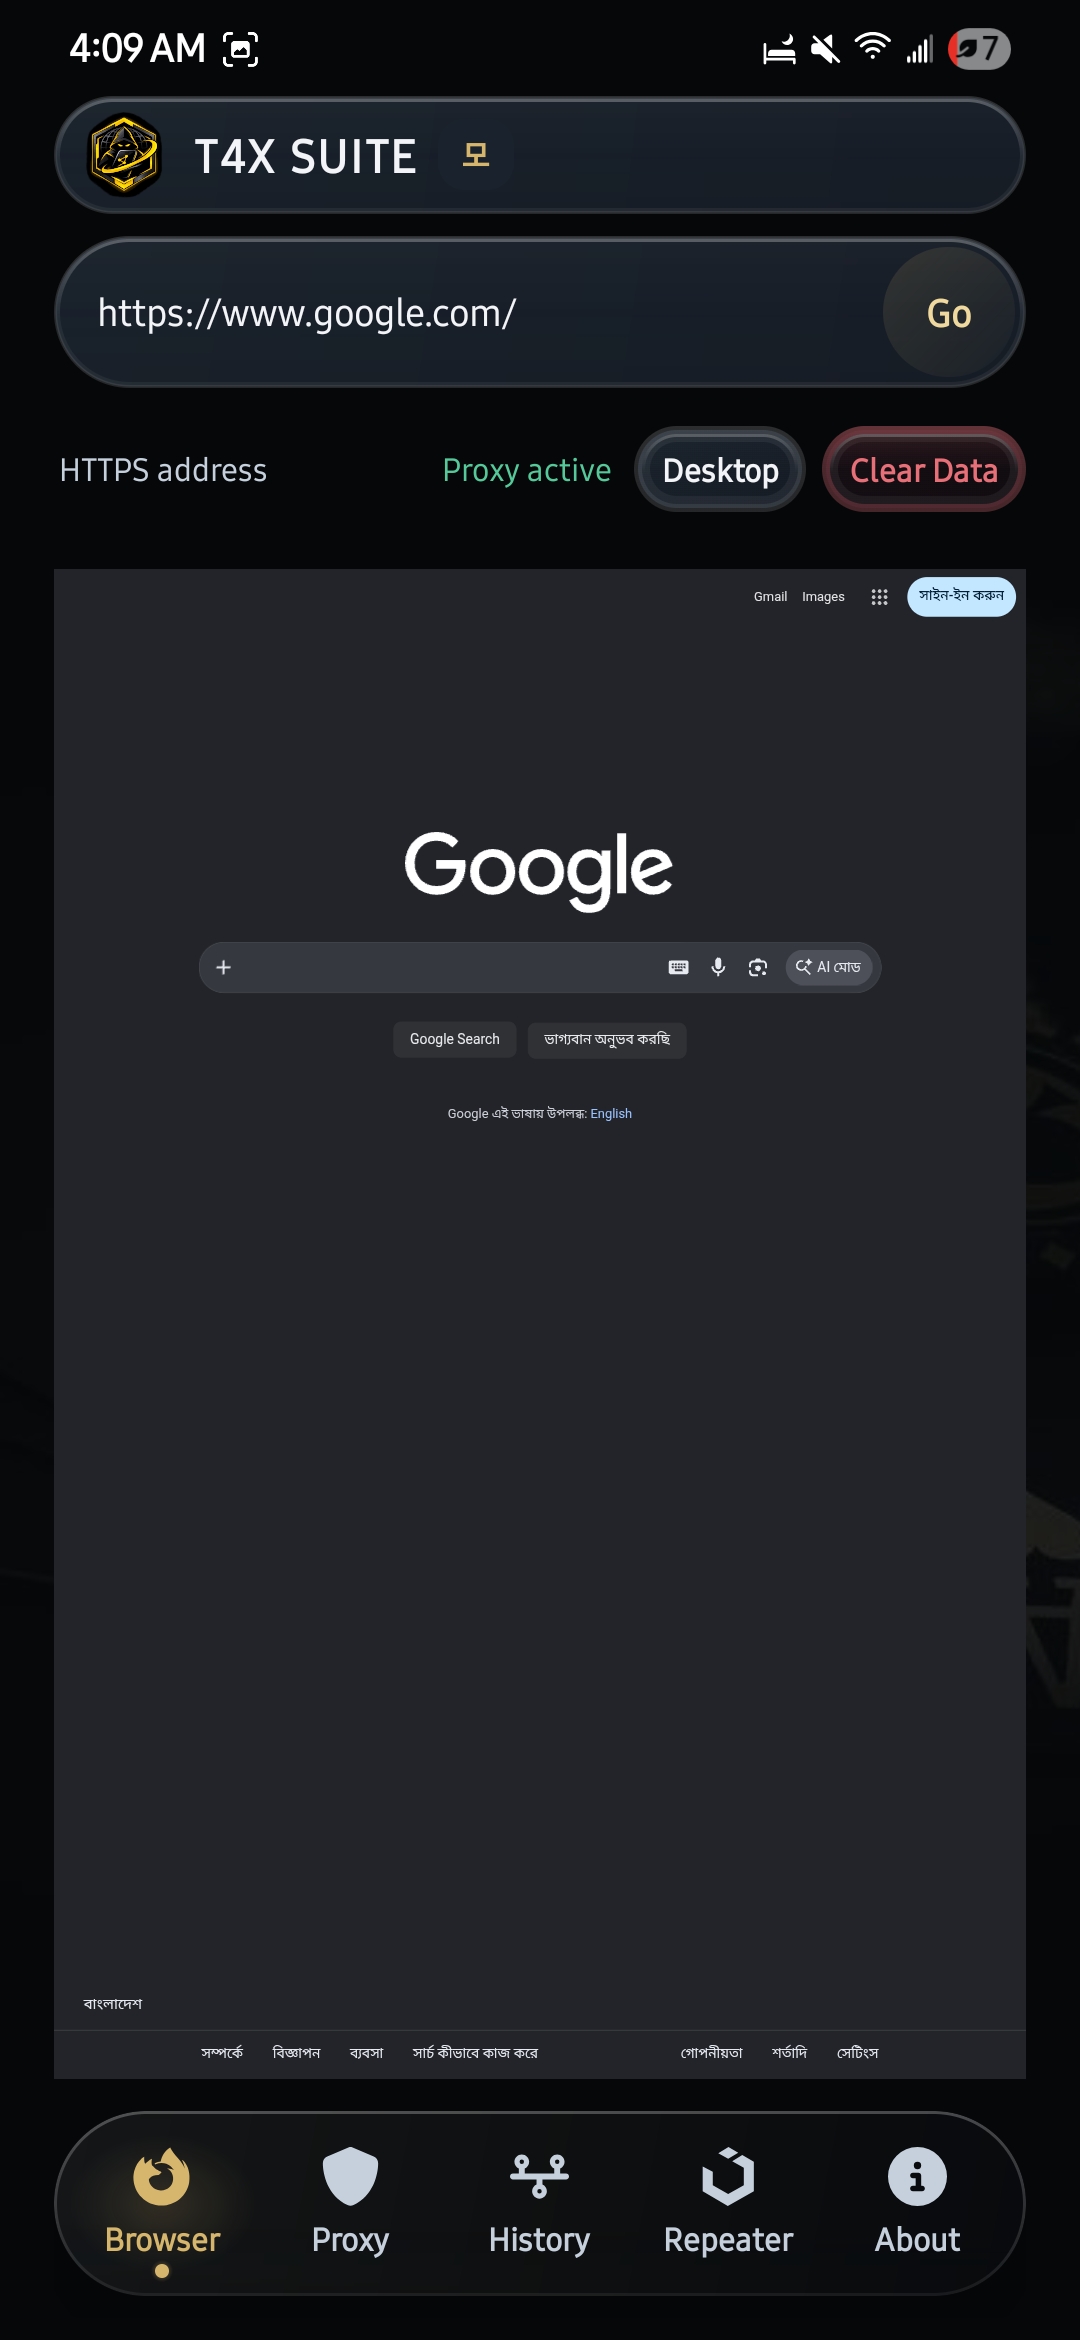 4:09 AM
7
T4X SUITE 모
https://www.google.com/
Go
HTTPS address
Proxy active
Desktop
Clear Data
Gmail Images সাইন-ইন করুন
Google
AI মোড
Google Search ভাগ্যবান অনুভব করছি
Google এই ভাষায় উপলব্ধ: English
বাংলাদেশ
সম্পর্কে বিজ্ঞাপন ব্যবসা সার্চ কীভাবে কাজ করে গোপনীয়তা শর্তাদি সেটিংস
Browser Proxy History Repeater About